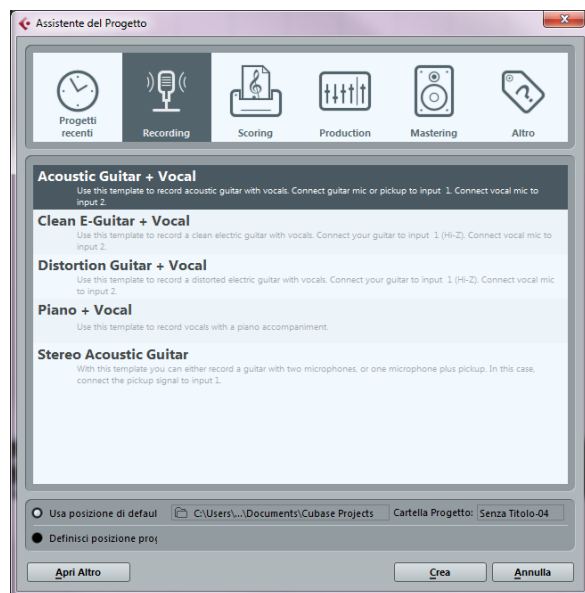 Assistente del Progetto
Progetti
recenti
Recording
Scoring
Production
Mastering
Altro
Acoustic Guitar + Vocal
Use this template to record acoustic guitar with vocals. Connect guitar mic or pickup to input 1. Connect vocal mic to
input 2.
Clean E-Guitar + Vocal
Use this template to record a clean electric guitar with vocals. Connect your guitar to input 1 (Hi-Z). Connect vocal mic to
input 2.
Distortion Guitar + Vocal
Use this template to record a distorted electric guitar with vocals. Connect your guitar to input 1 (Hi-Z). Connect vocal mic
to input 2.
Piano + Vocal
Use this template to record vocals with a piano accompaniment.
Stereo Acoustic Guitar
With this template you can either record a guitar with two microphones, or one microphone plus pickup. In this case,
connect the pickup signal to input 1.
Usa posizione di defaul C:\Users\...\Documents\Cubase Projects Cartella Progetto: Senza Titolo-04
Definisci posizione prog
Apri Altro Crea Annulla